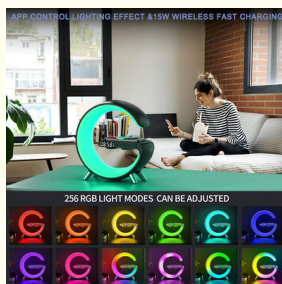 APP CONTROL LIGHTING EFFECT &15W WIRELESS FAST CHARGING
256 RGB LIGHT MODES CAN BE ADJUSTED